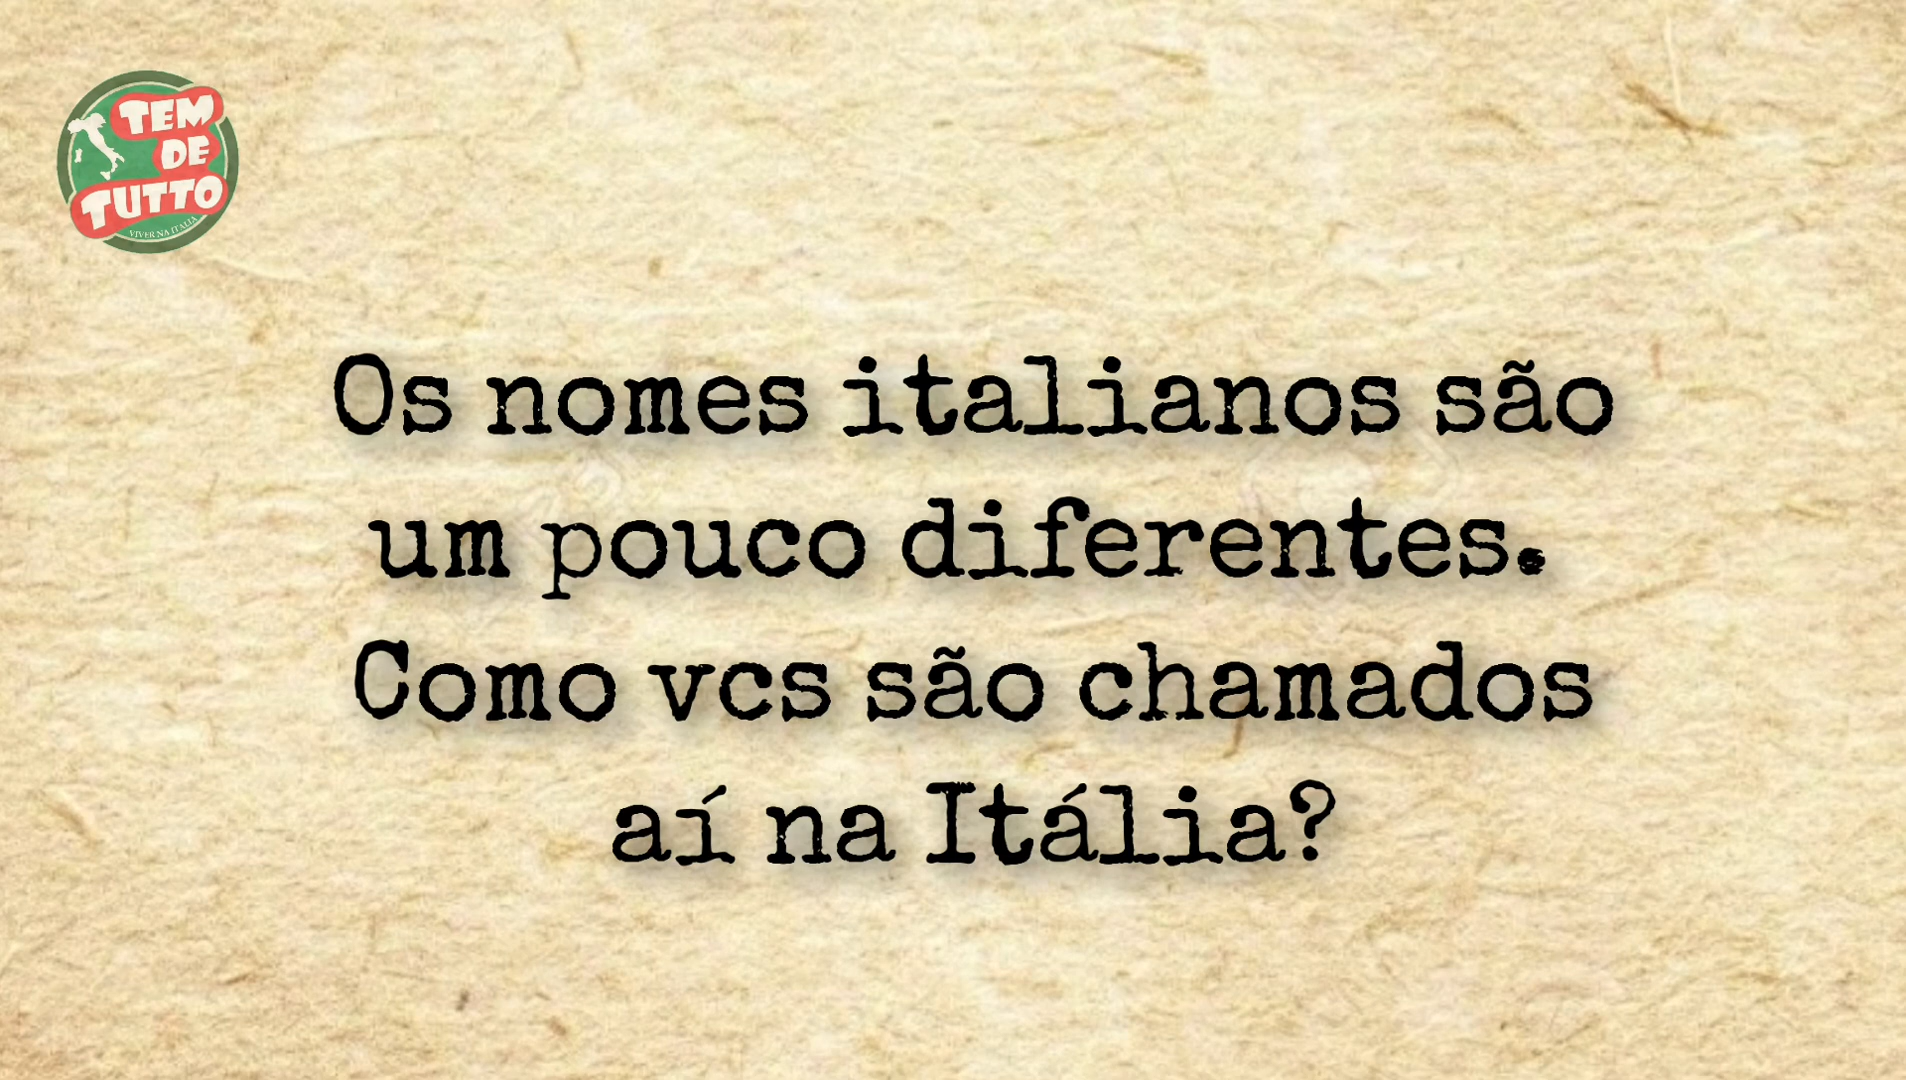 TEM
DE
TUTTO
VIVER NA ITALIA
Os nomes italianos são
um pouco diferentes.
Como vcs são chamados
aí na Itália?